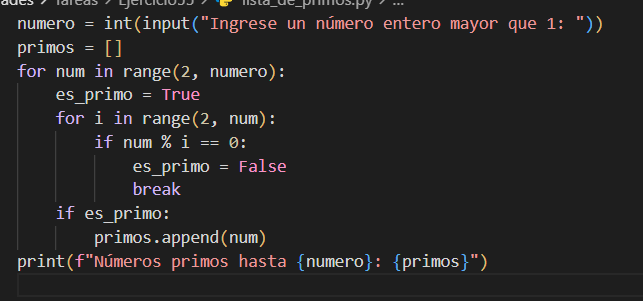 ades > Tareas > Ejercicio55 > lista_de_primos.py > ...
numero = int(input("Ingrese un número entero mayor que 1: "))
primos = []
for num in range(2, numero):
    es_primo = True
    for i in range(2, num):
        if num % i == 0:
            es_primo = False
            break
    if es_primo:
        primos.append(num)
print(f"Números primos hasta {numero}: {primos}")